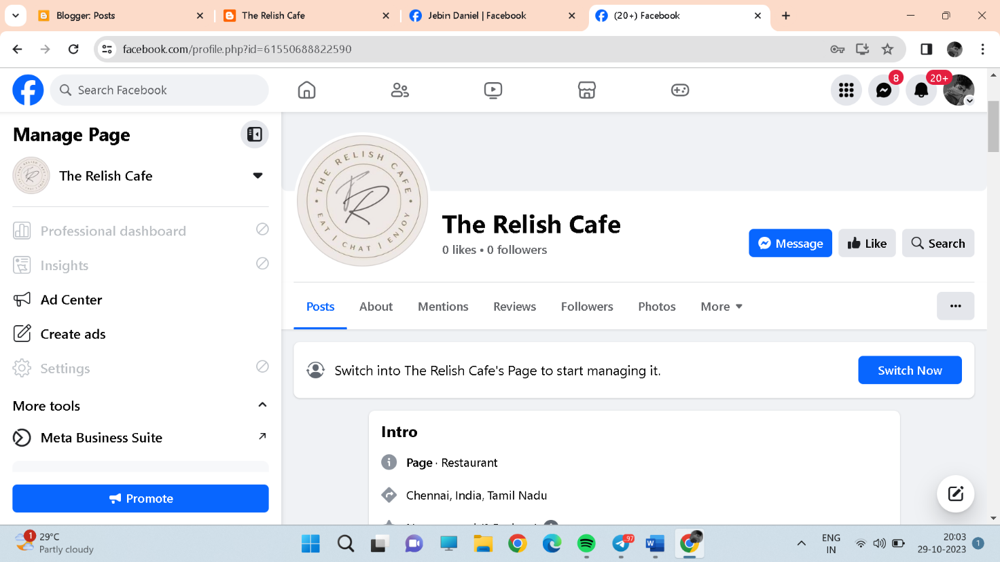 Blogger: Posts
The Relish Cafe
Jebin Daniel | Facebook
(20+) Facebook
facebook.com/profile.php?id=61550688822590
Search Facebook
8
20+
Manage Page
The Relish Cafe
Professional dashboard
Insights
Ad Center
Create ads
Settings
More tools
Meta Business Suite
Promote
THE RELISH CAFE
EAT | CHAT | ENJOY
The Relish Cafe
0 likes • 0 followers
Message
Like
Search
Posts
About
Mentions
Reviews
Followers
Photos
More
Switch into The Relish Cafe's Page to start managing it.
Switch Now
Intro
Page · Restaurant
Chennai, India, Tamil Nadu
1
29°C
Partly cloudy
97
ENG
IN
20:03
29-10-2023
1